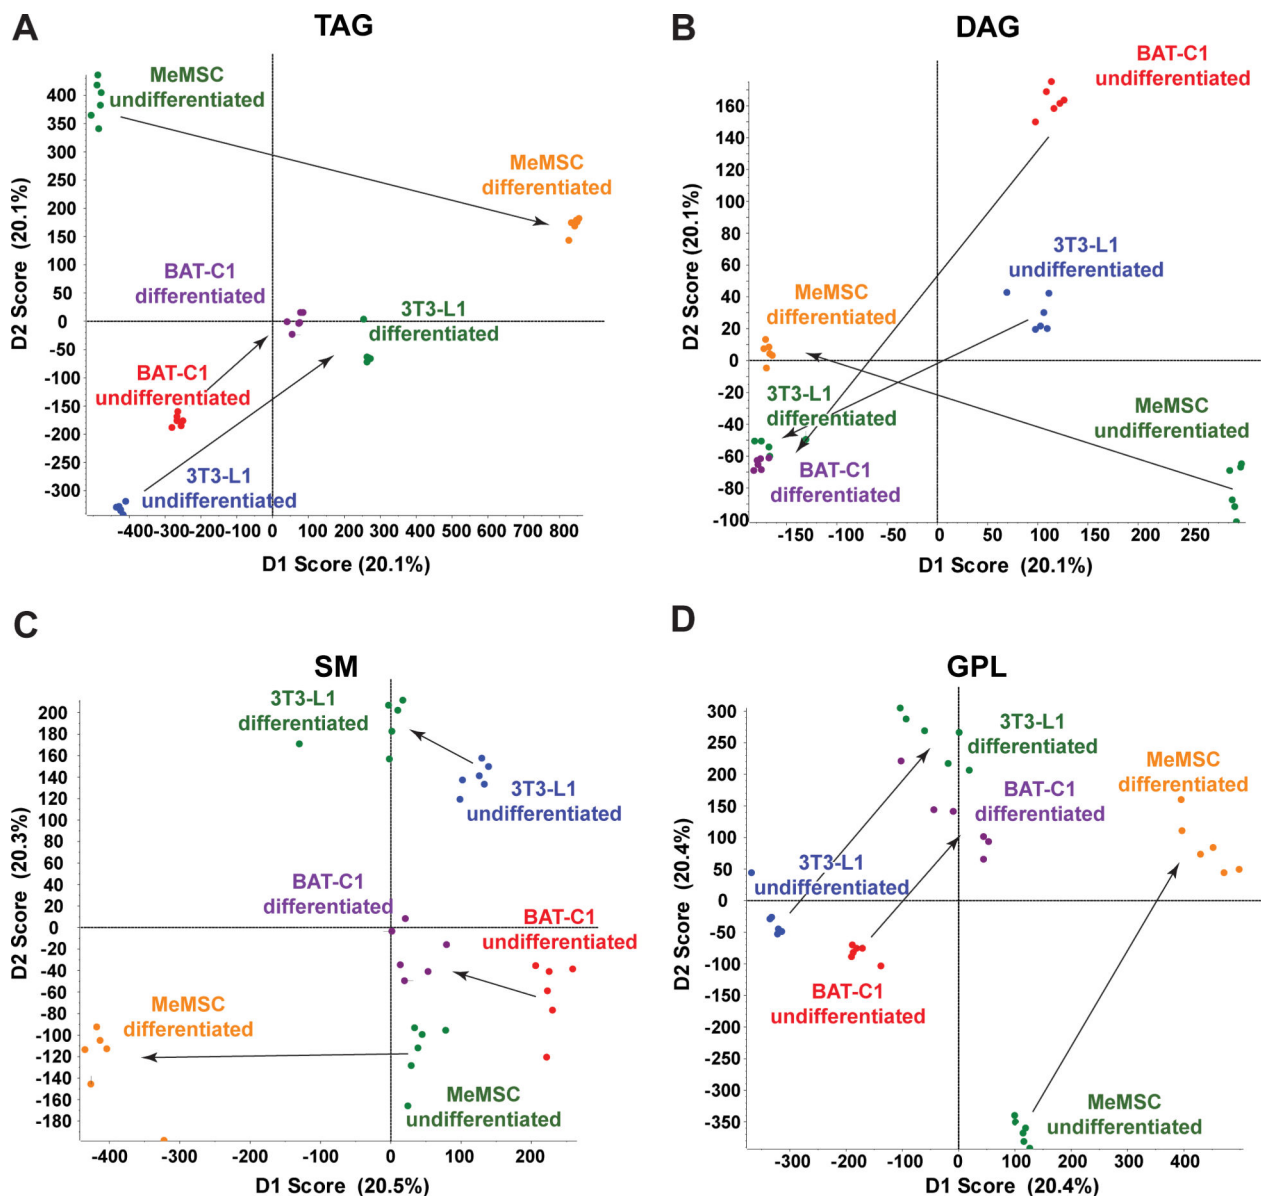 A
TAG
MeMSC
undifferentiated
MeMSC
differentiated
BAT-C1
differentiated
3T3-L1
differentiated
BAT-C1
undifferentiated
3T3-L1
undifferentiated
D2 Score (20.1%)
400
350
300
250
200
150
100
50
0
-50
-100
-150
-200
-250
-300
-400 -300 -200 -100 0 100 200 300 400 500 600 700 800
D1 Score (20.1%)
B
DAG
BAT-C1
undifferentiated
3T3-L1
undifferentiated
MeMSC
differentiated
3T3-L1
differentiated
MeMSC
undifferentiated
BAT-C1
differentiated
D2 Score (20.1%)
160
140
120
100
80
60
40
20
0
-20
-40
-60
-80
-100
-150 -100 -50 0 50 100 150 200 250
D1 Score (20.1%)
C
SM
3T3-L1
differentiated
3T3-L1
undifferentiated
BAT-C1
differentiated
BAT-C1
undifferentiated
MeMSC
differentiated
MeMSC
undifferentiated
D2 Score (20.3%)
200
180
160
140
120
100
80
60
40
20
0
-20
-40
-60
-80
-100
-120
-140
-160
-180
-400 -300 -200 -100 0 100 200
D1 Score (20.5%)
D
GPL
3T3-L1
differentiated
MeMSC
differentiated
BAT-C1
differentiated
3T3-L1
undifferentiated
BAT-C1
undifferentiated
MeMSC
undifferentiated
D2 Score (20.4%)
300
250
200
150
100
50
0
-50
-100
-150
-200
-250
-300
-350
-300 -200 -100 0 100 200 300 400
D1 Score (20.4%)